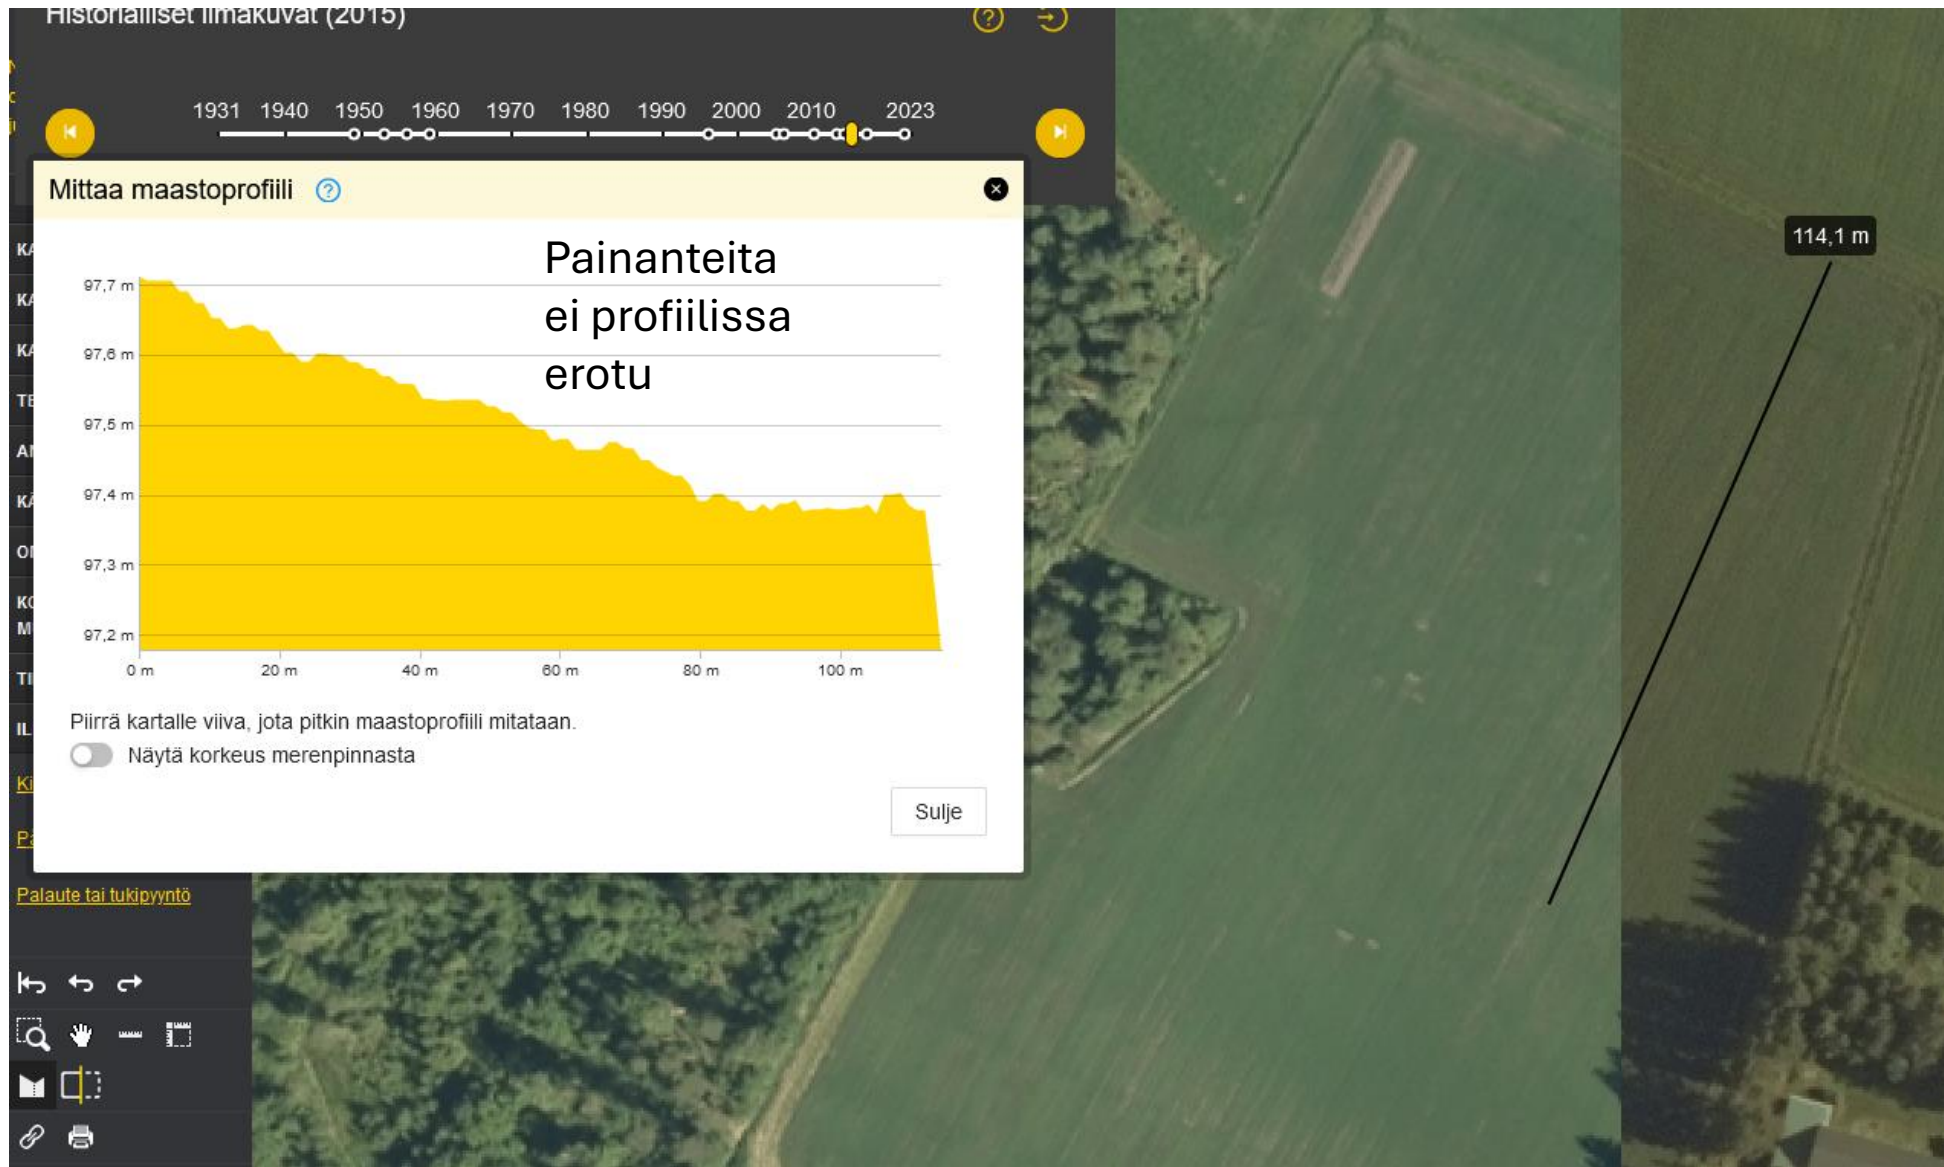 Historialliset ilmakuvat (2015)
1931 1940 1950 1960 1970 1980 1990 2000 2010 2023
Mittaa maastoprofiili
Painanteita
ei profiilissa
erotu
114,1 m
97,7 m
97,6 m
97,5 m
97,4 m
97,3 m
97,2 m
0 m 20 m 40 m 60 m 80 m 100 m
Piirrä kartalle viiva, jota pitkin maastoprofiili mitataan.
Näytä korkeus merenpinnasta
Sulje
Palaute tai tukipyyntö